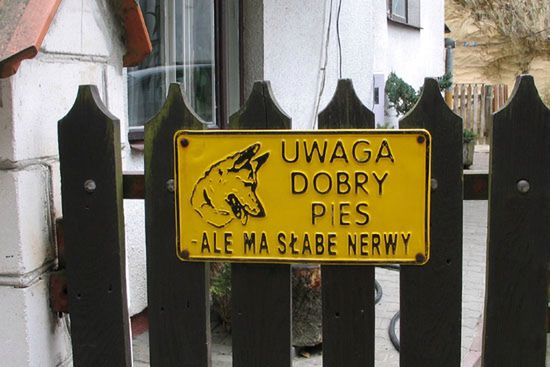 UWAGA
DOBRY
PIES
-ALE MA SŁABE NERWY